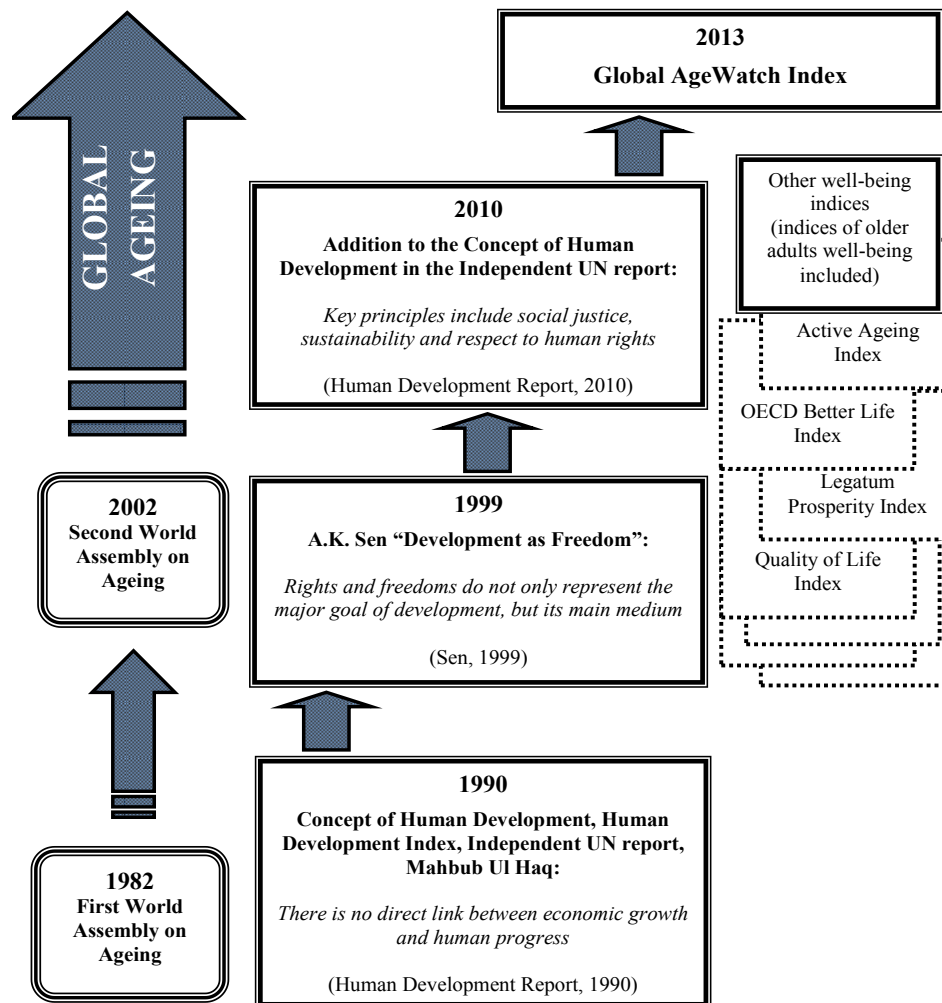 GLOBAL
AGEING
2013
Global AgeWatch Index
2010
Addition to the Concept of Human
Development in the Independent UN report:
Key principles include social justice,
sustainability and respect to human rights
(Human Development Report, 2010)
Other well-being
indices
(indices of older
adults well-being
included)
Active Ageing
Index
OECD Better Life
Index
Legatum
Prosperity Index
Quality of Life
Index
2002
Second World
Assembly on
Ageing
1999
A.K. Sen “Development as Freedom”:
Rights and freedoms do not only represent the
major goal of development, but its main medium
(Sen, 1999)
1982
First World
Assembly on
Ageing
1990
Concept of Human Development, Human
Development Index, Independent UN report,
Mahbub Ul Haq:
There is no direct link between economic growth
and human progress
(Human Development Report, 1990)